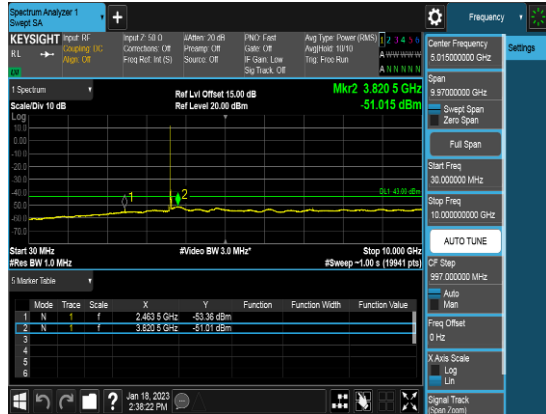 Spectrum Analyzer 1
Swept SA
+
Frequency
KEYSIGHT Input: RF Input Z: 50 Ω #Atten: 20 dB PNO: Fast Avg Type: Power (RMS) 1 2 3 4 5 6
RL Coupling: DC Corrections: Off Preamp: Off Gate: Off Avg|Hold: 10/10 A W W W W W
Align: Off Freq Ref: Int (S) Source: Off IF Gain: Low Trig: Free Run
Sig Track: Off A N N N N N
1 Spectrum
Ref Lvl Offset 15.00 dB Mkr2 3.820 5 GHz
Scale/Div 10 dB Ref Level 20.00 dBm -51.015 dBm
Log
10.0
0.00
-10.0
-20.0
-30.0
-40.0
DL1 -43.00 dBm
1
2
-50.0
-60.0
-70.0
Start 30 MHz #Video BW 3.0 MHz* Stop 10.000 GHz
#Res BW 1.0 MHz #Sweep ~1.00 s (19941 pts)
5 Marker Table
Mode Trace Scale X Y Function Function Width Function Value
1 N 1 f 2.463 5 GHz -53.36 dBm
2 N 1 f 3.820 5 GHz -51.01 dBm
3
4
5
6
Jan 18, 2023
2:38:22 PM
?
Center Frequency
5.015000000 GHz
Settings
Span
9.97000000 GHz
Swept Span
Zero Span
Full Span
Start Freq
30.000000 MHz
Stop Freq
10.000000000 GHz
AUTO TUNE
CF Step
997.000000 MHz
Auto
Man
Freq Offset
0 Hz
X Axis Scale
Log
Lin
Signal Track
(Span Zoom)